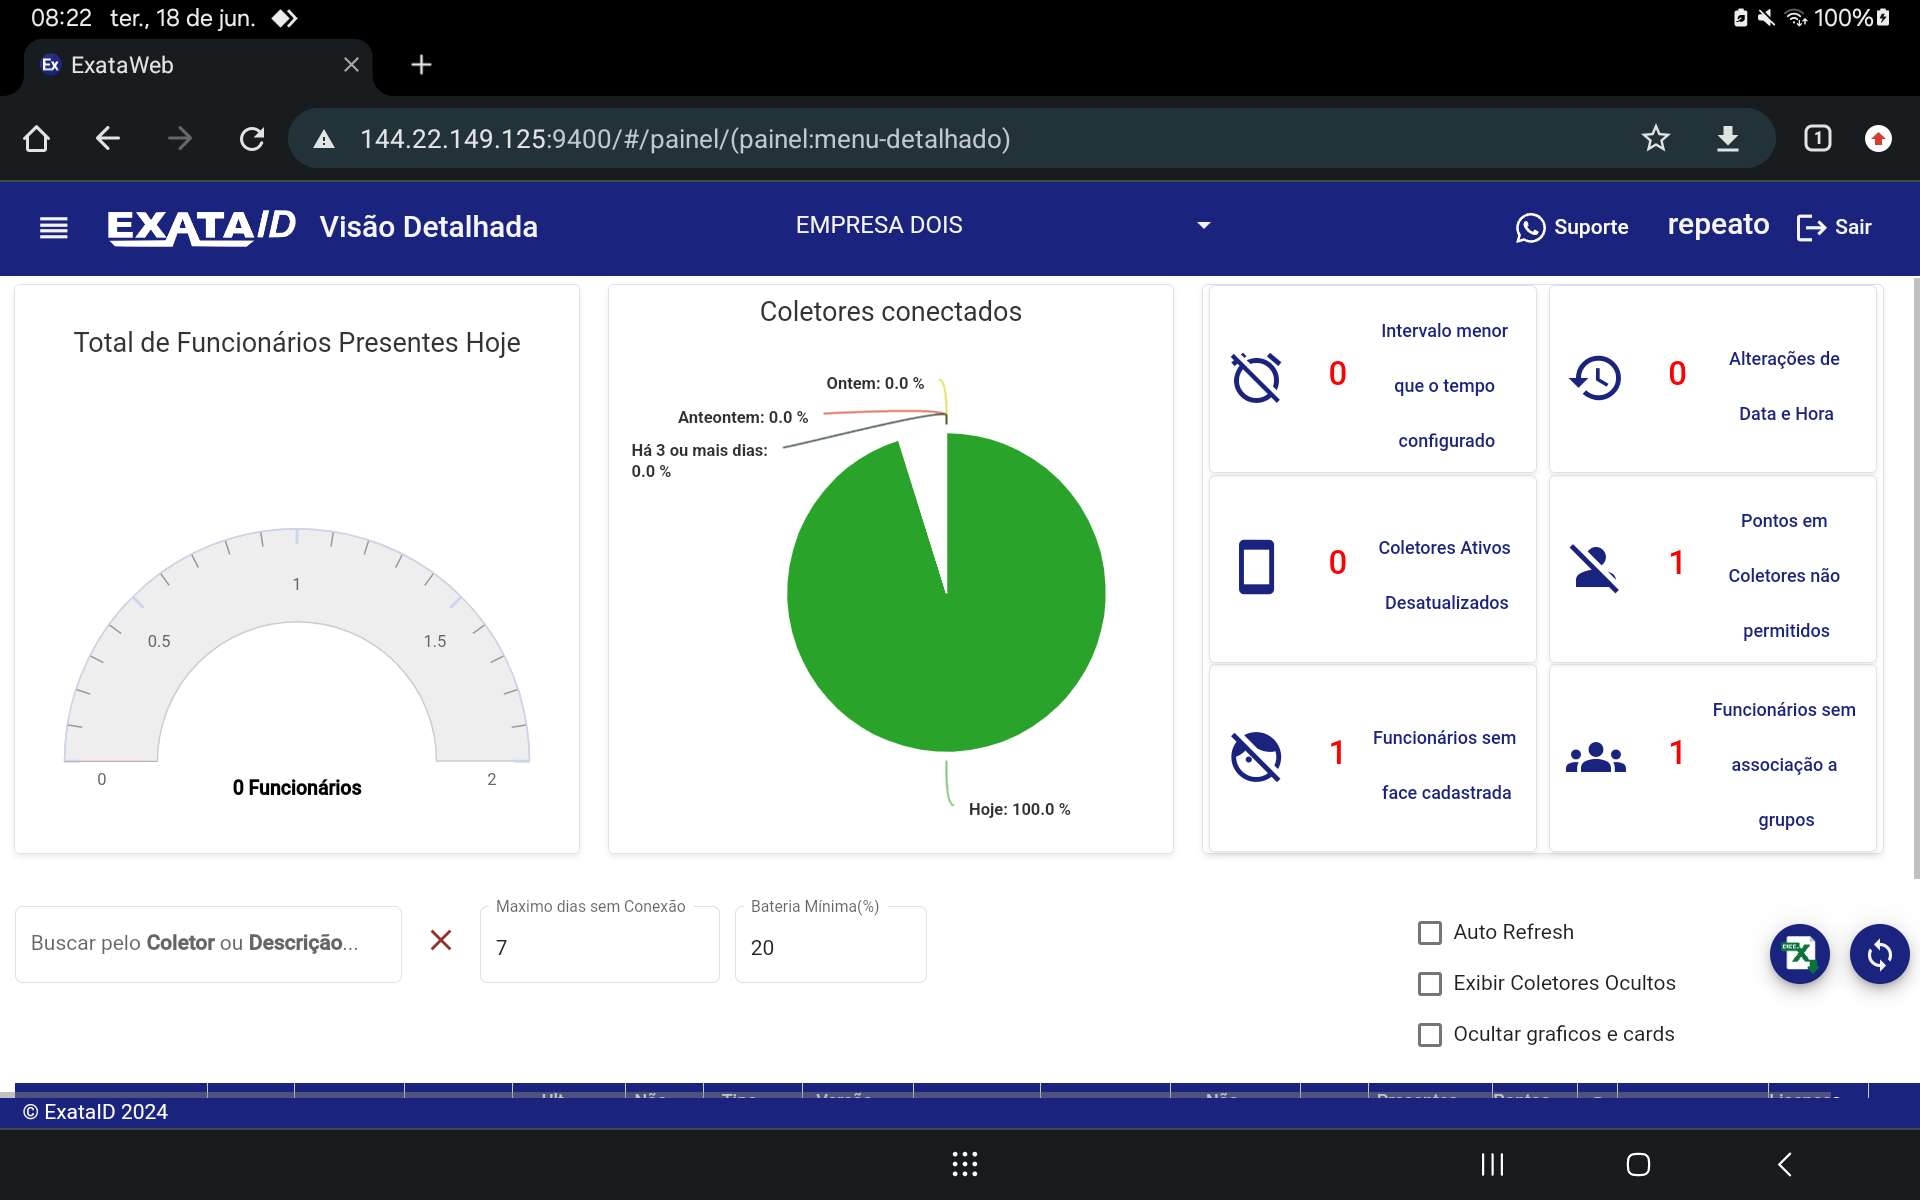 08:22 ter., 18 de jun.
100%
Ex ExataWeb
144.22.149.125:9400/#/painel/(painel:menu-detalhado)
1
EXATAID Visão Detalhada
EMPRESA DOIS
Suporte
repeato
Sair
Total de Funcionários Presentes Hoje
0
0.5
1
1.5
2
0 Funcionários
Coletores conectados
Ontem: 0.0 %
Anteontem: 0.0 %
Há 3 ou mais dias:
0.0 %
Hoje: 100.0 %
0
Intervalo menor
que o tempo
configurado
0
Alterações de
Data e Hora
0
Coletores Ativos
Desatualizados
1
Pontos em
Coletores não
permitidos
1
Funcionários sem
face cadastrada
1
Funcionários sem
associação a
grupos
Buscar pelo Coletor ou Descrição...
Maximo dias sem Conexão
7
Bateria Mínima(%)
20
Auto Refresh
Exibir Coletores Ocultos
Ocultar graficos e cards
© ExataID 2024